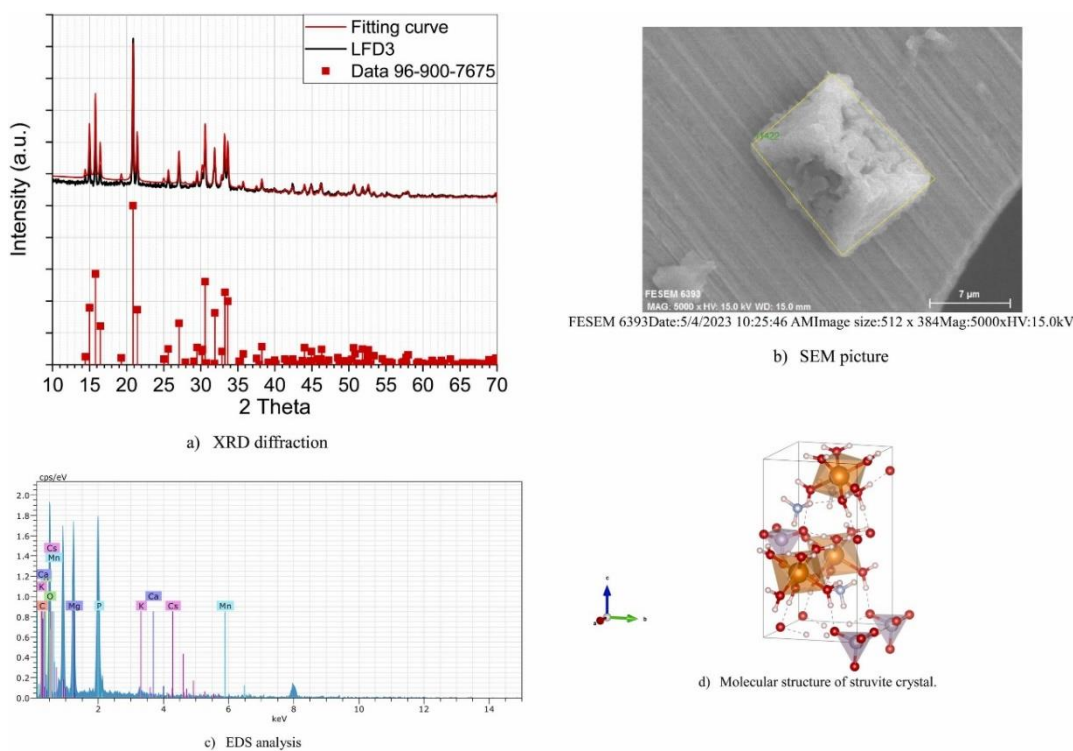 Fitting curve
LFD3
Data 96-900-7675
Intensity (a.u.)
10 15 20 25 30 35 40 45 50 55 60 65 70
2 Theta
a) XRD diffraction
FESEM 6393
MAG: 5000 x HV: 15.0 kV WD: 15.0 mm
7 µm
FESEM 6393Date:5/4/2023 10:25:46 AMImage size:512 x 384Mag:5000xHV:15.0kV
b) SEM picture
cps/eV
2.0
1.8
1.6
1.4
1.2
1.0
0.8
0.6
0.4
0.2
0.0
Cs
Mn
Ca
K
O
C Mg P K Ca Cs Mn
2 4 6 8 10 12 14
keV
c) EDS analysis
c
a
b
d) Molecular structure of struvite crystal.